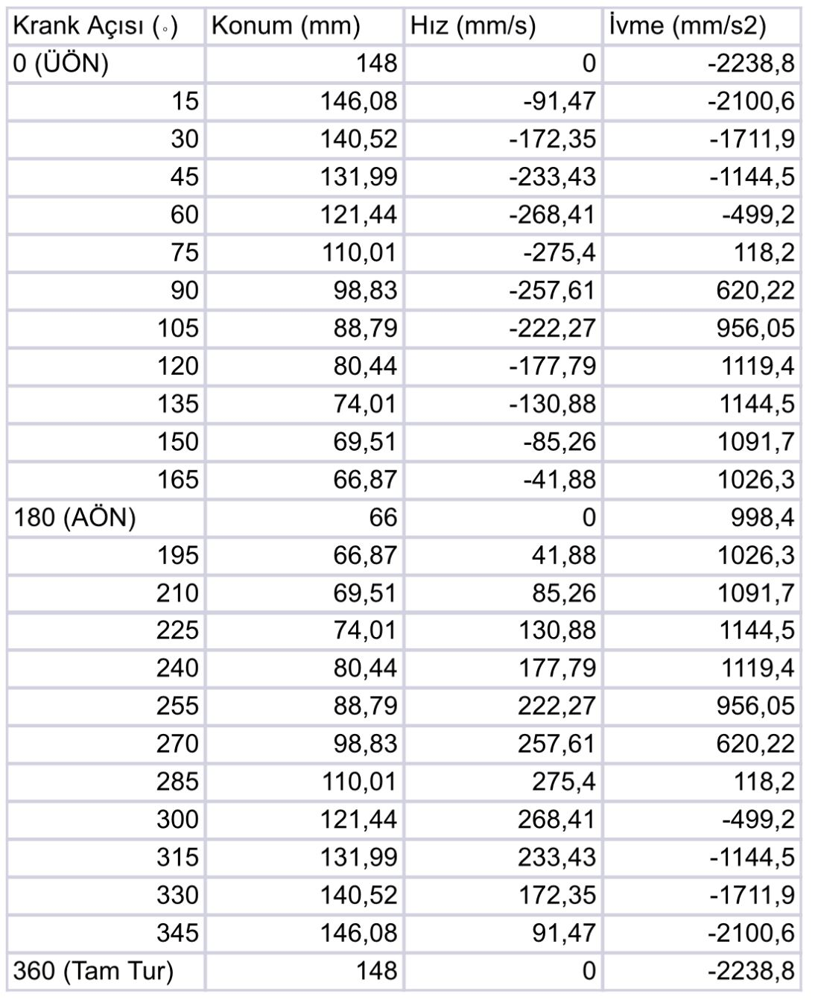 Krank Açısı (◦) Konum (mm) Hız (mm/s) İvme (mm/s2)
0 (ÜÖN) 148 0 -2238,8
15 146,08 -91,47 -2100,6
30 140,52 -172,35 -1711,9
45 131,99 -233,43 -1144,5
60 121,44 -268,41 -499,2
75 110,01 -275,4 118,2
90 98,83 -257,61 620,22
105 88,79 -222,27 956,05
120 80,44 -177,79 1119,4
135 74,01 -130,88 1144,5
150 69,51 -85,26 1091,7
165 66,87 -41,88 1026,3
180 (AÖN) 66 0 998,4
195 66,87 41,88 1026,3
210 69,51 85,26 1091,7
225 74,01 130,88 1144,5
240 80,44 177,79 1119,4
255 88,79 222,27 956,05
270 98,83 257,61 620,22
285 110,01 275,4 118,2
300 121,44 268,41 -499,2
315 131,99 233,43 -1144,5
330 140,52 172,35 -1711,9
345 146,08 91,47 -2100,6
360 (Tam Tur) 148 0 -2238,8